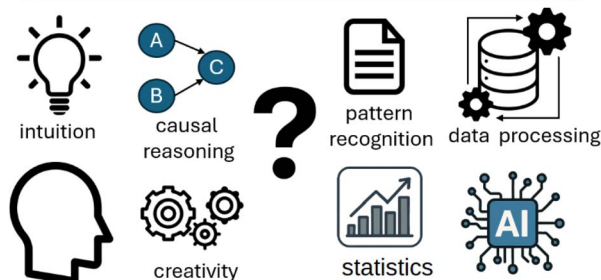 A
B
C
intuition
causal
reasoning
?
pattern
recognition
data processing
creativity
statistics
AI